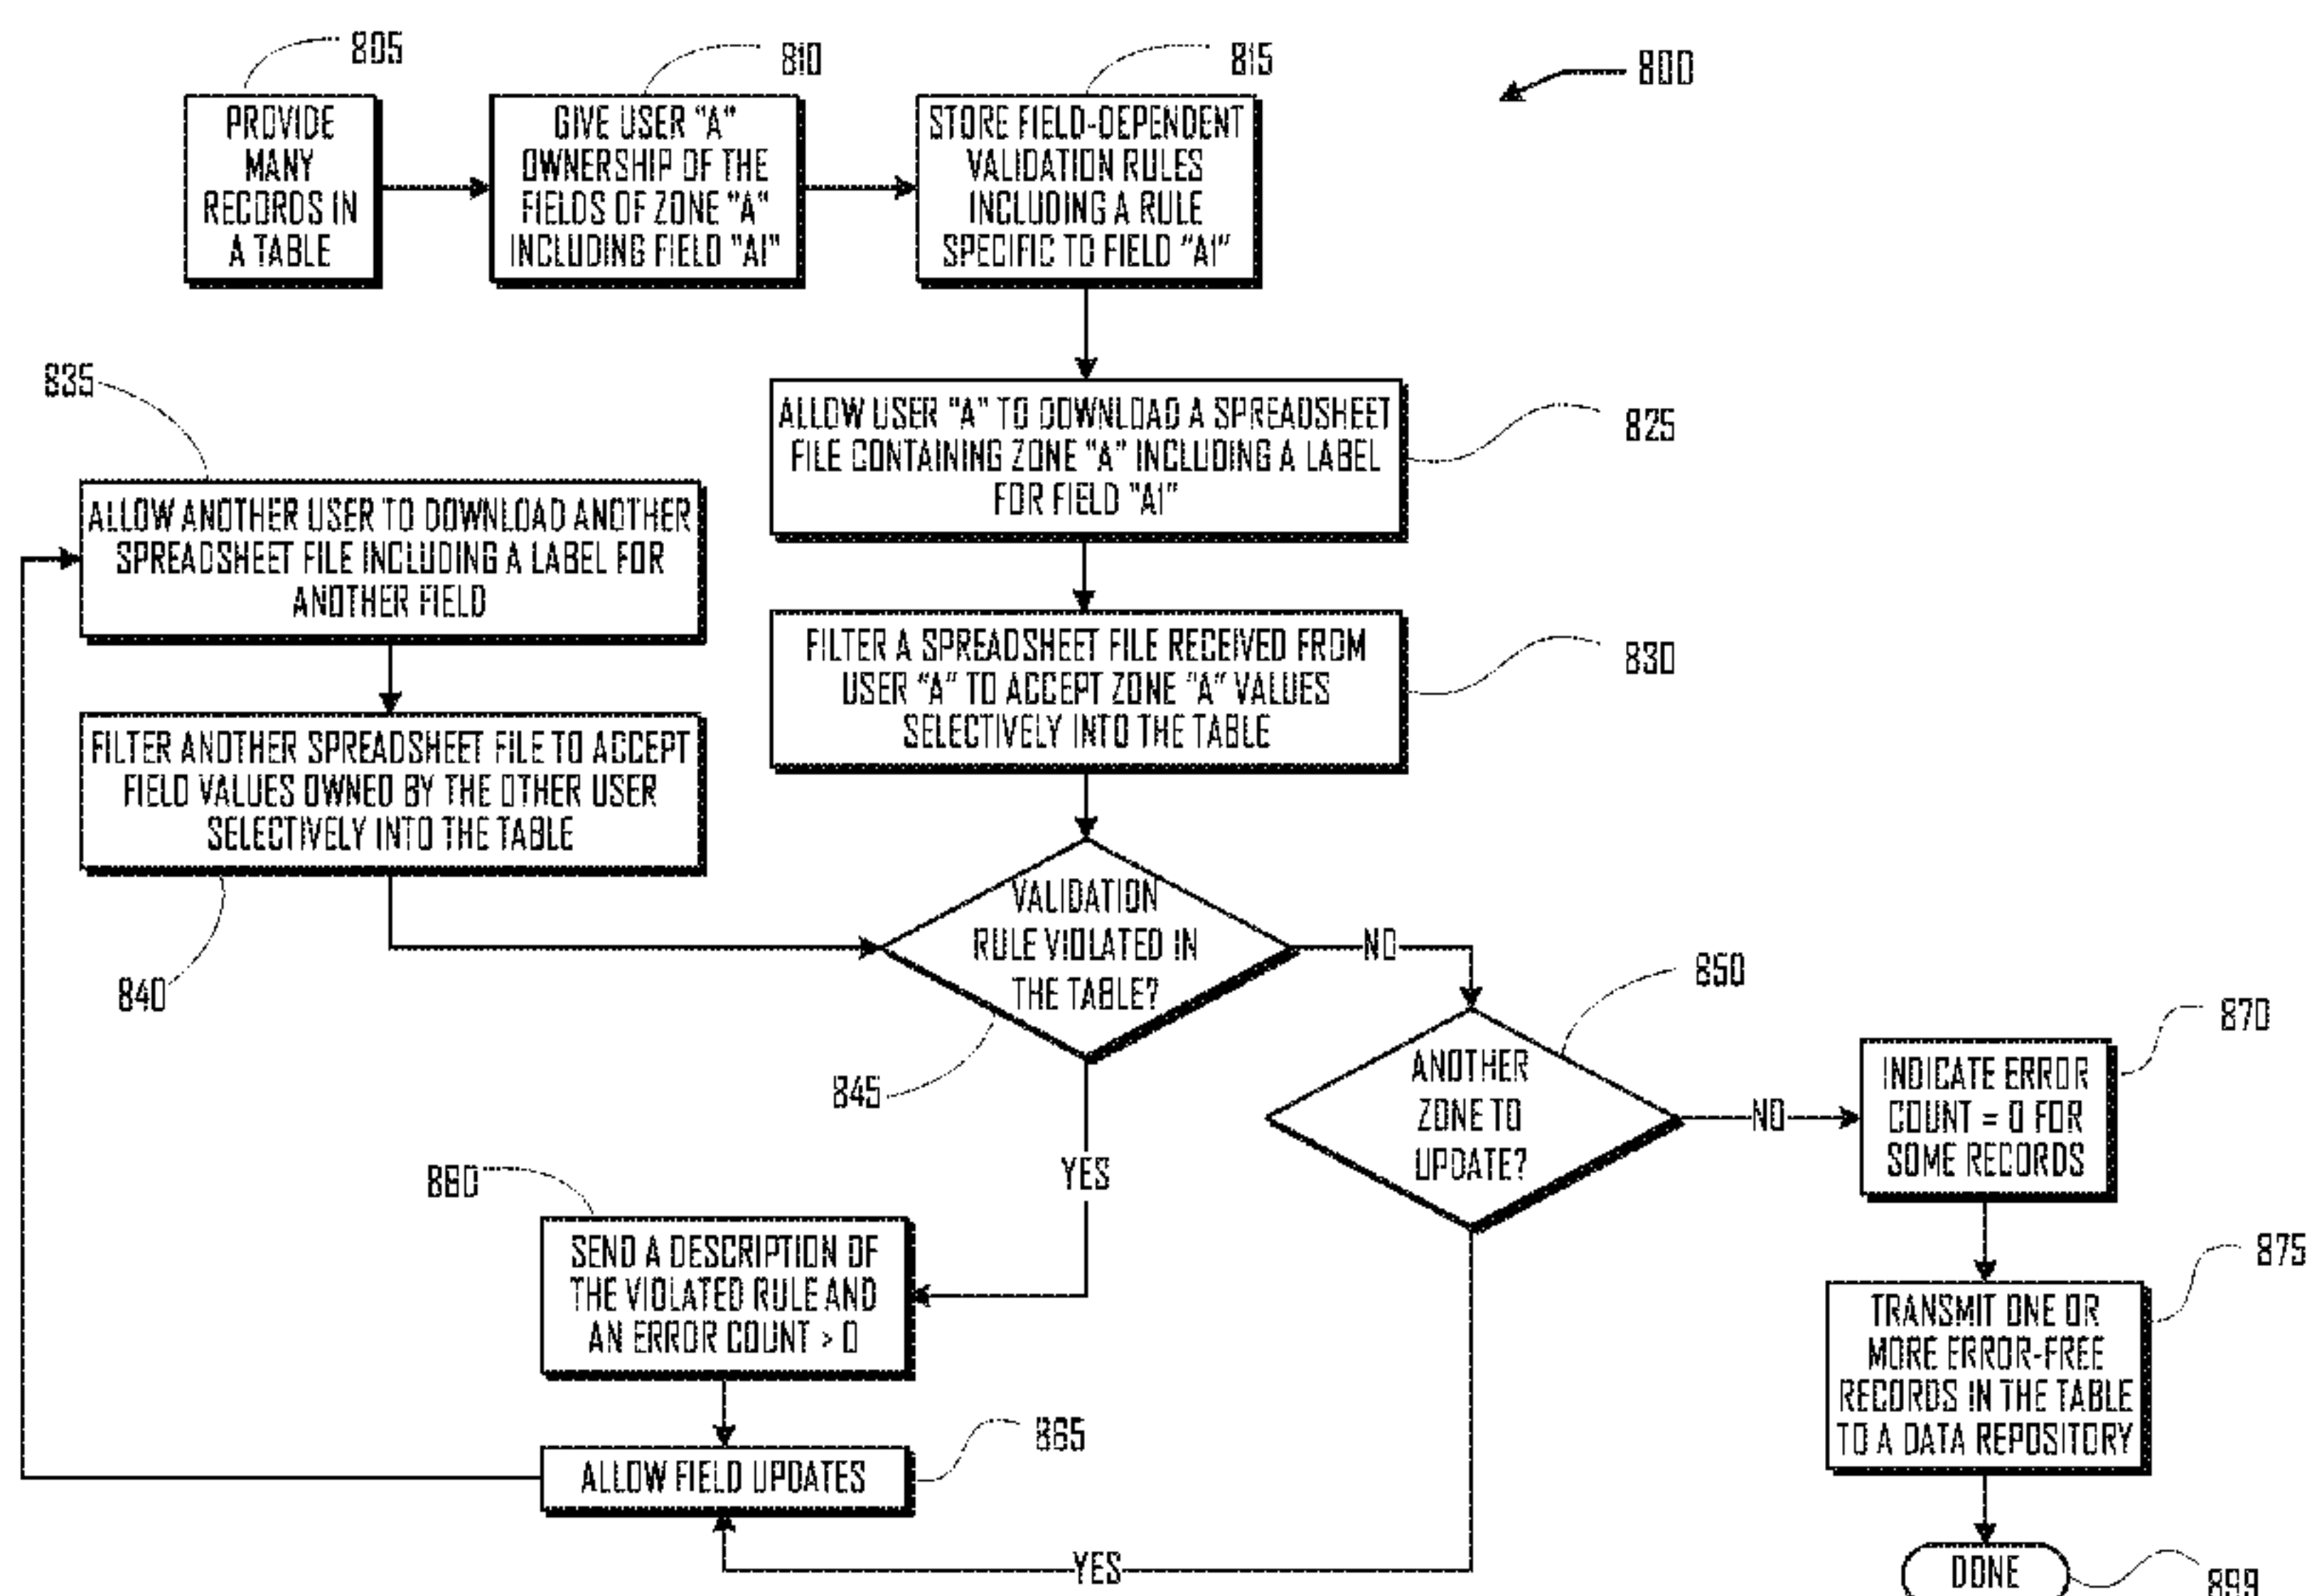 805
PROVIDE
MANY
RECORDS IN
A TABLE
810
GIVE USER "A"
OWNERSHIP OF THE
FIELDS OF ZONE "A"
INCLUDING FIELD "A1"
815
STORE FIELD-DEPENDENT
VALIDATION RULES
INCLUDING A RULE
SPECIFIC TO FIELD "A1"
800
ALLOW USER "A" TO DOWNLOAD A SPREADSHEET
FILE CONTAINING ZONE "A" INCLUDING A LABEL
FOR FIELD "A1"
825
835
ALLOW ANOTHER USER TO DOWNLOAD ANOTHER
SPREADSHEET FILE INCLUDING A LABEL FOR
ANOTHER FIELD
FILTER A SPREADSHEET FILE RECEIVED FROM
USER "A" TO ACCEPT ZONE "A" VALUES
SELECTIVELY INTO THE TABLE
830
FILTER ANOTHER SPREADSHEET FILE TO ACCEPT
FIELD VALUES OWNED BY THE OTHER USER
SELECTIVELY INTO THE TABLE
840
VALIDATION
RULE VIOLATED IN
THE TABLE?
845
NO
YES
850
ANOTHER
ZONE TO
UPDATE?
NO
YES
870
INDICATE ERROR
COUNT = 0 FOR
SOME RECORDS
860
SEND A DESCRIPTION OF
THE VIOLATED RULE AND
AN ERROR COUNT > 0
865
ALLOW FIELD UPDATES
875
TRANSMIT ONE OR
MORE ERROR-FREE
RECORDS IN THE TABLE
TO A DATA REPOSITORY
DONE
899